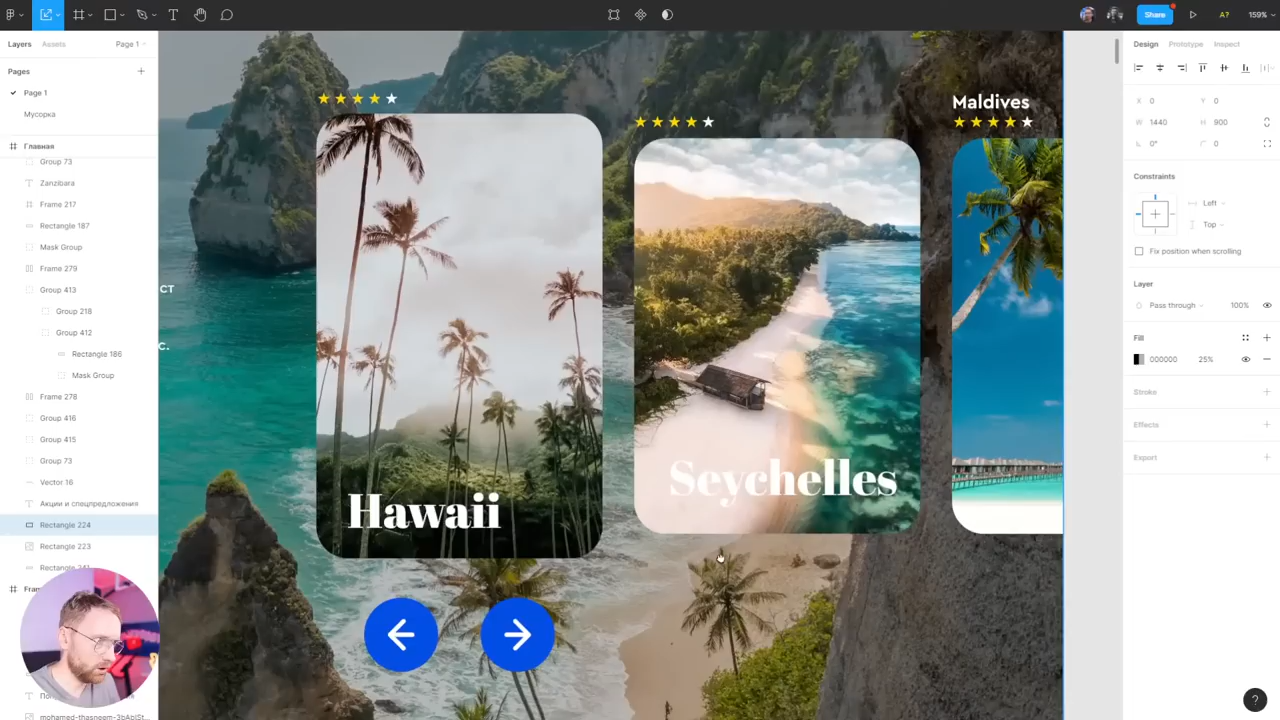 Share
A?
159%
Layers
Assets
Page 1
Design
Prototype
Inspect
Pages
Page 1
Мусорка
Главная
Group 73
Zanzibara
Frame 217
Rectangle 187
Mask Group
Frame 279
Group 413
Group 218
Group 412
Rectangle 186
Mask Group
Frame 278
Group 416
Group 415
Group 73
Vector 16
Акции и спецпредложения
Rectangle 224
Rectangle 223
mohamed-thasneem-3bAbISt...
ст
с.
Maldives
Hawaii
Seychelles
X 0
Y 0
W 1440
H 900
0°
0
Constraints
Left
Top
Fix position when scrolling
Layer
Pass through
100%
Fill
000000
25%
Stroke
Effects
Export
?